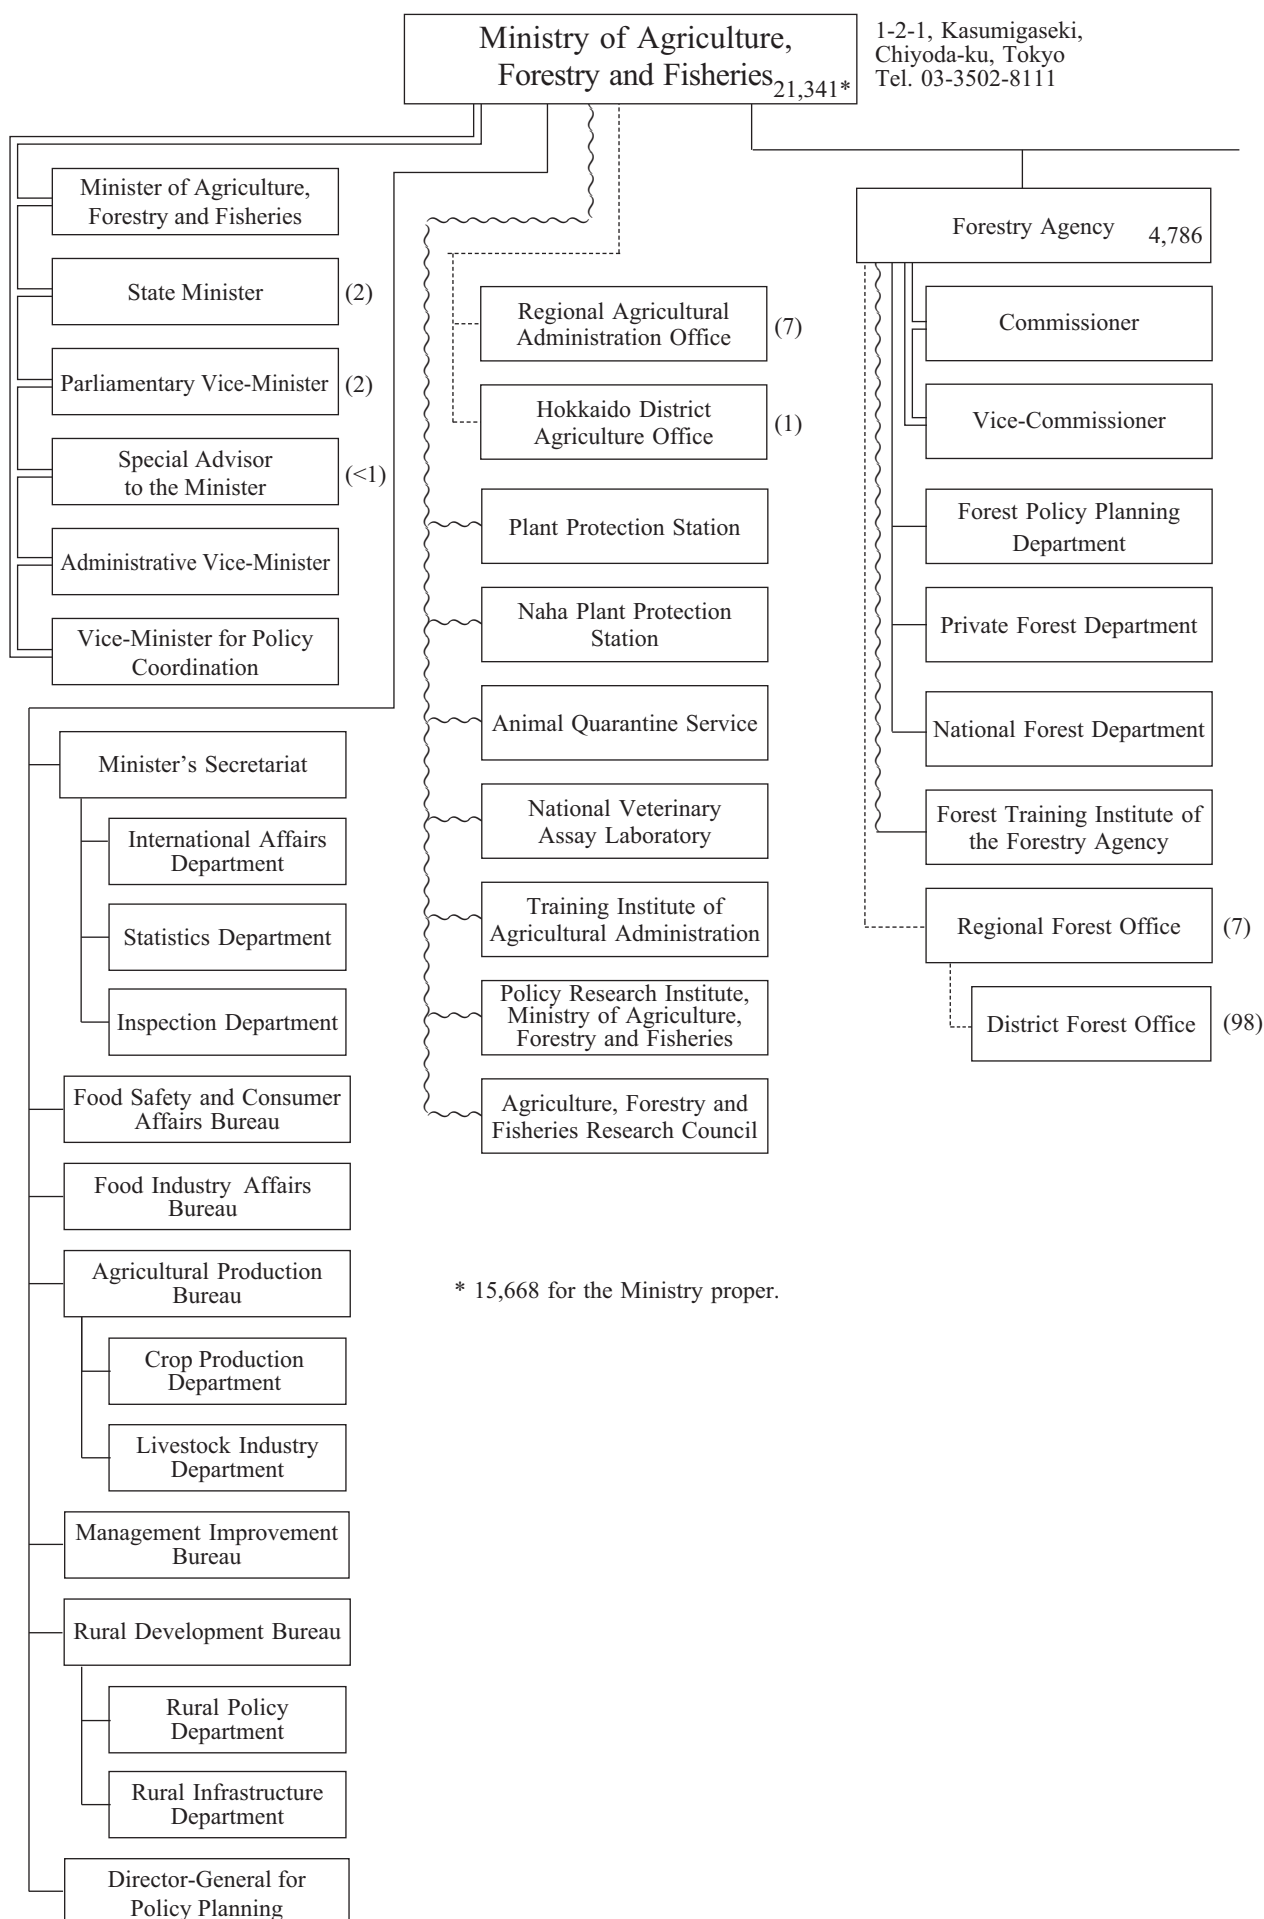 Ministry of Agriculture,
Forestry and Fisheries 21,341*
1-2-1, Kasumigaseki,
Chiyoda-ku, Tokyo
Tel. 03-3502-8111
Minister of Agriculture,
Forestry and Fisheries
State Minister (2)
Parliamentary Vice-Minister (2)
Special Advisor
to the Minister (<1)
Administrative Vice-Minister
Vice-Minister for Policy
Coordination
Minister’s Secretariat
International Affairs
Department
Statistics Department
Inspection Department
Food Safety and Consumer
Affairs Bureau
Food Industry Affairs
Bureau
Agricultural Production
Bureau
Crop Production
Department
Livestock Industry
Department
Management Improvement
Bureau
Rural Development Bureau
Rural Policy
Department
Rural Infrastructure
Department
Director-General for
Policy Planning
Regional Agricultural
Administration Office (7)
Hokkaido District
Agriculture Office (1)
Plant Protection Station
Naha Plant Protection
Station
Animal Quarantine Service
National Veterinary
Assay Laboratory
Training Institute of
Agricultural Administration
Policy Research Institute,
Ministry of Agriculture,
Forestry and Fisheries
Agriculture, Forestry and
Fisheries Research Council
* 15,668 for the Ministry proper.
Forestry Agency 4,786
Commissioner
Vice-Commissioner
Forest Policy Planning
Department
Private Forest Department
National Forest Department
Forest Training Institute of
the Forestry Agency
Regional Forest Office (7)
District Forest Office (98)